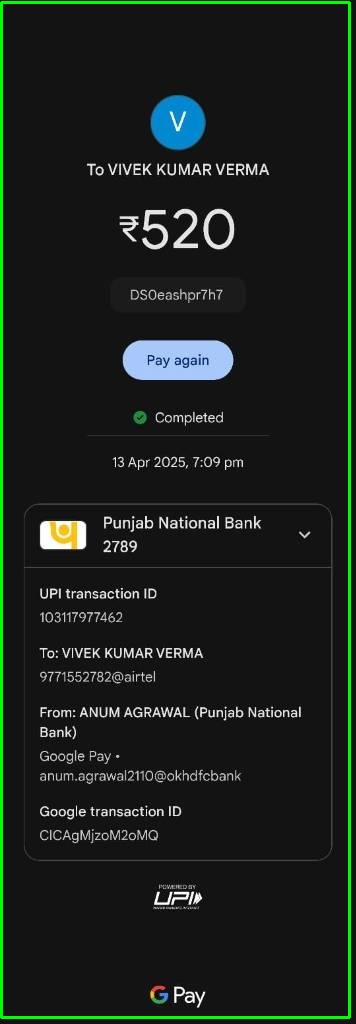 V
To VIVEK KUMAR VERMA
₹520
DS0eashpr7h7
Pay again
Completed
13 Apr 2025, 7:09 pm
Punjab National Bank
2789
UPI transaction ID
103117977462
To: VIVEK KUMAR VERMA
9771552782@airtel
From: ANUM AGRAWAL (Punjab National
Bank)
Google Pay •
anum.agrawal2110@okhdfcbank
Google transaction ID
CICAgMjzoM2oMQ
POWERED BY
UPI
G Pay